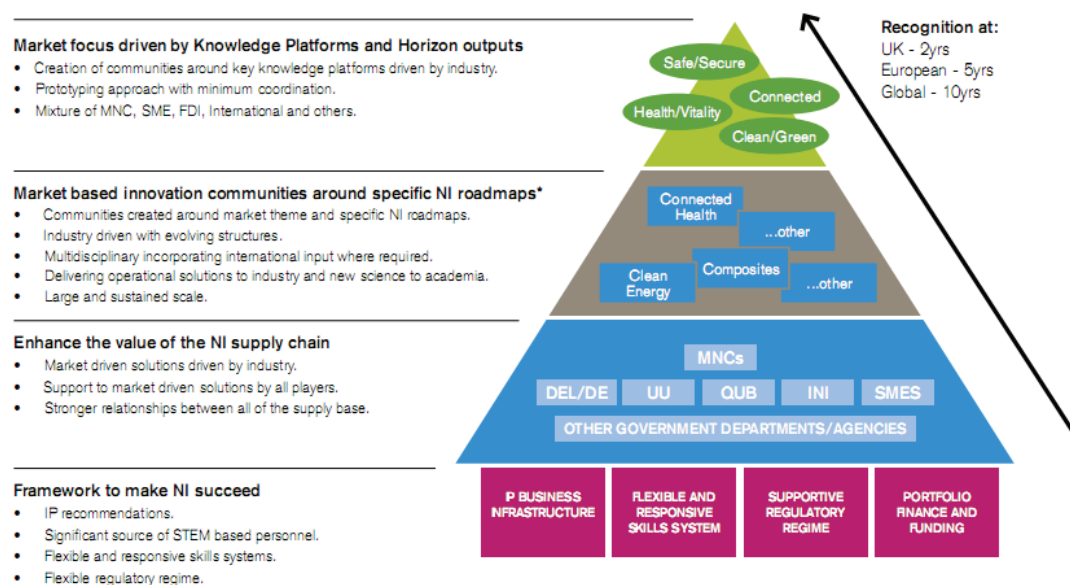 Market focus driven by Knowledge Platforms and Horizon outputs
• Creation of communities around key knowledge platforms driven by industry.
• Prototyping approach with minimum coordination.
• Mixture of MNC, SME, FDI, International and others.
Market based innovation communities around specific NI roadmaps*
• Communities created around market theme and specific NI roadmaps.
• Industry driven with evolving structures.
• Multidisciplinary incorporating international input where required.
• Delivering operational solutions to industry and new science to academia.
• Large and sustained scale.
Enhance the value of the NI supply chain
• Market driven solutions driven by industry.
• Support to market driven solutions by all players.
• Stronger relationships between all of the supply base.
Framework to make NI succeed
• IP recommendations.
• Significant source of STEM based personnel.
• Flexible and responsive skills systems.
• Flexible regulatory regime.
Safe/Secure
Connected
Health/Vitality
Clean/Green
Connected
Health
...other
Composites
Clean
Energy
...other
MNCs
DEL/DE UU QUB INI SMES
OTHER GOVERNMENT DEPARTMENTS/AGENCIES
IP BUSINESS
INFRASTRUCTURE
FLEXIBLE AND
RESPONSIVE
SKILLS SYSTEM
SUPPORTIVE
REGULATORY
REGIME
PORTFOLIO
FINANCE AND
FUNDING
Recognition at:
UK - 2yrs
European - 5yrs
Global - 10yrs